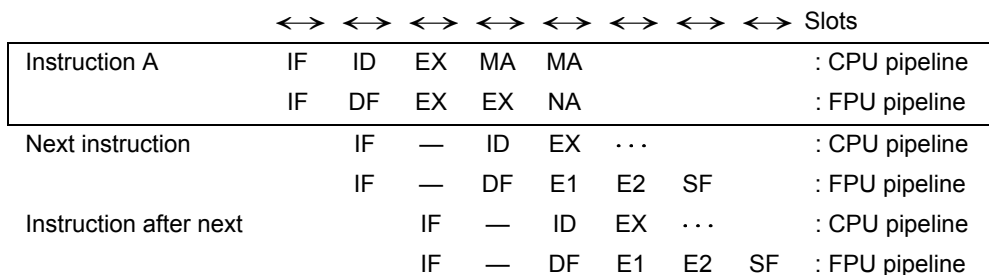 ←→ ←→ ←→ ←→ ←→ ←→ ←→ ←→ Slots
Instruction A IF ID EX MA MA : CPU pipeline
IF DF EX EX NA : FPU pipeline
Next instruction IF — ID EX ··· : CPU pipeline
IF — DF E1 E2 SF : FPU pipeline
Instruction after next IF — ID EX ··· : CPU pipeline
IF — DF E1 E2 SF : FPU pipeline